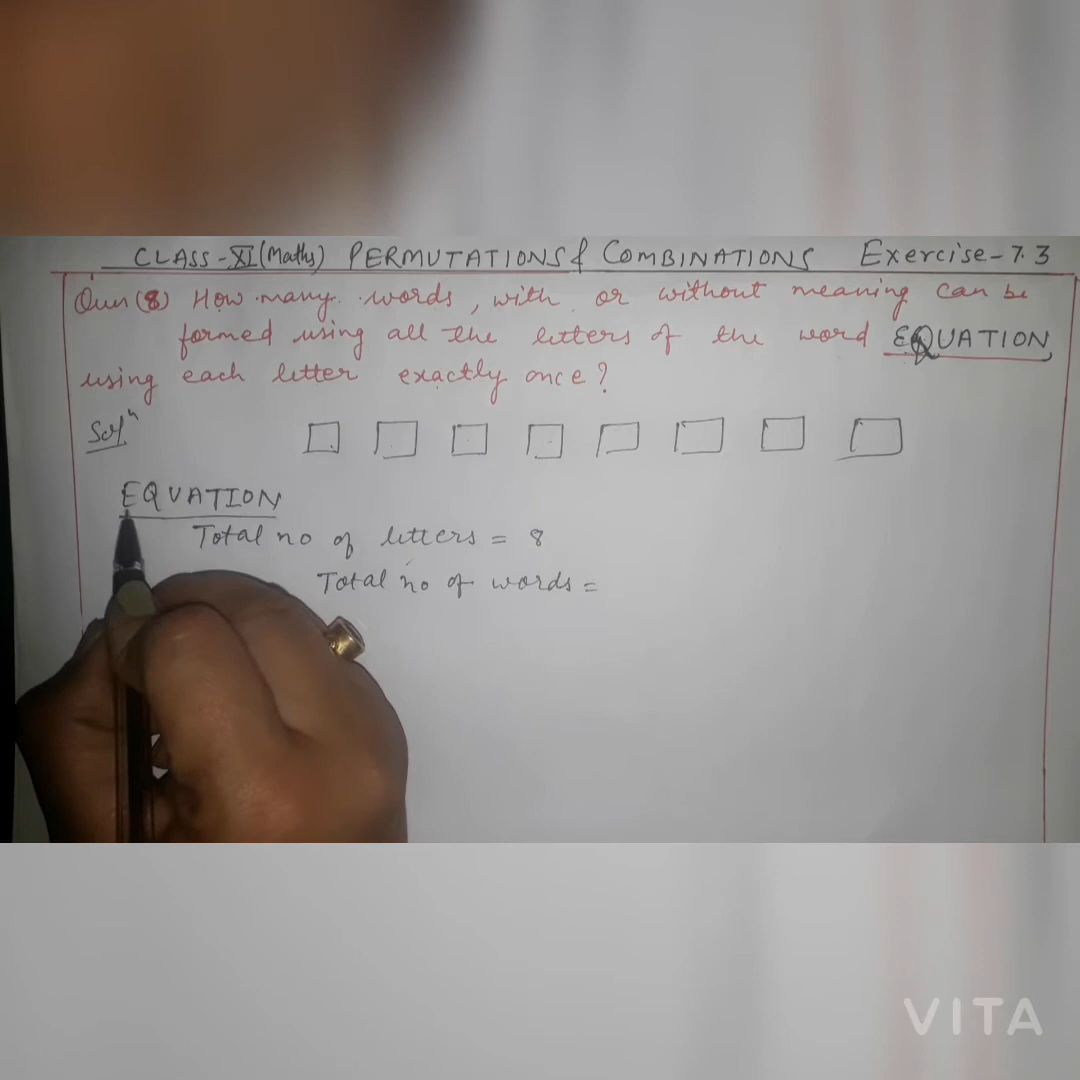 CLASS-XI (Maths) PERMUTATIONS & COMBINATIONS Exercise-7.3
Qun (8) How many words, with or without meaning can be
formed using all the letters of the word EQUATION,
using each letter exactly once?
Solⁿ
EQUATION
Total no of letters = 8
Total no of words =
VITA